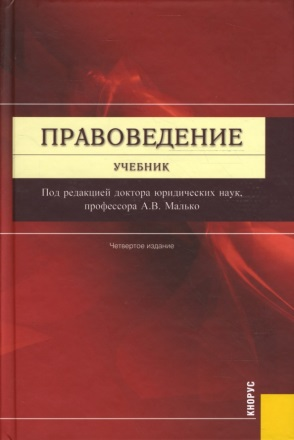 ПРАВОВЕДЕНИЕ
УЧЕБНИК
Под редакцией доктора юридических наук,
профессора А.В. Малько
Четвертое издание
КНОРУС